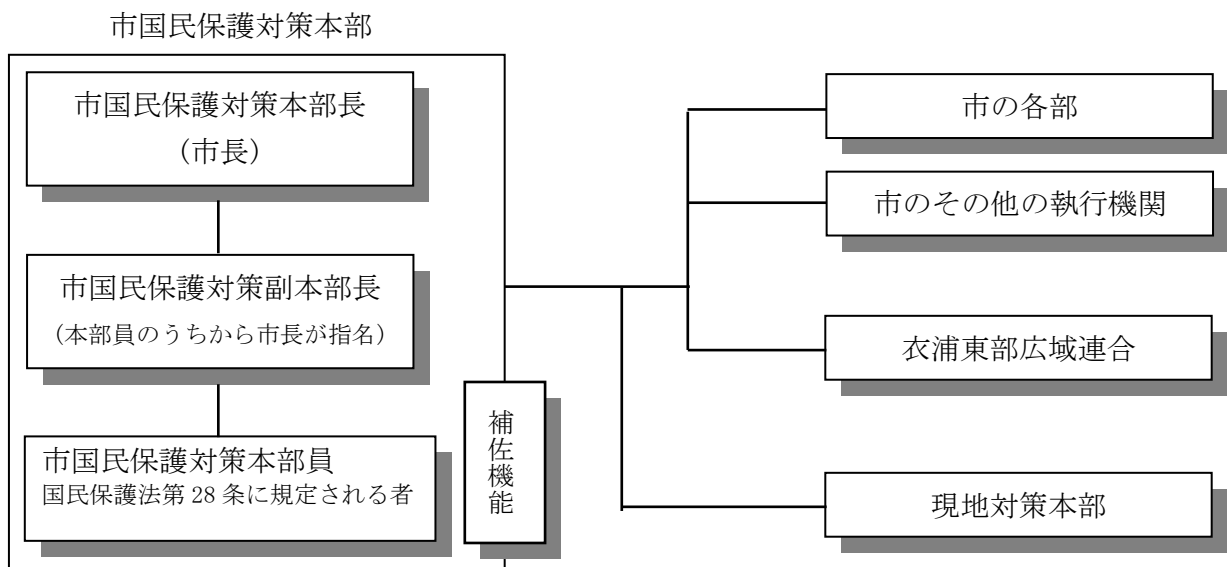 市国民保護対策本部
市国民保護対策本部長
(市長)
市国民保護対策副本部長
(本部員のうちから市長が指名)
市国民保護対策本部員
国民保護法第 28 条に規定される者
補佐機能
市の各部
市のその他の執行機関
衣浦東部広域連合
現地対策本部